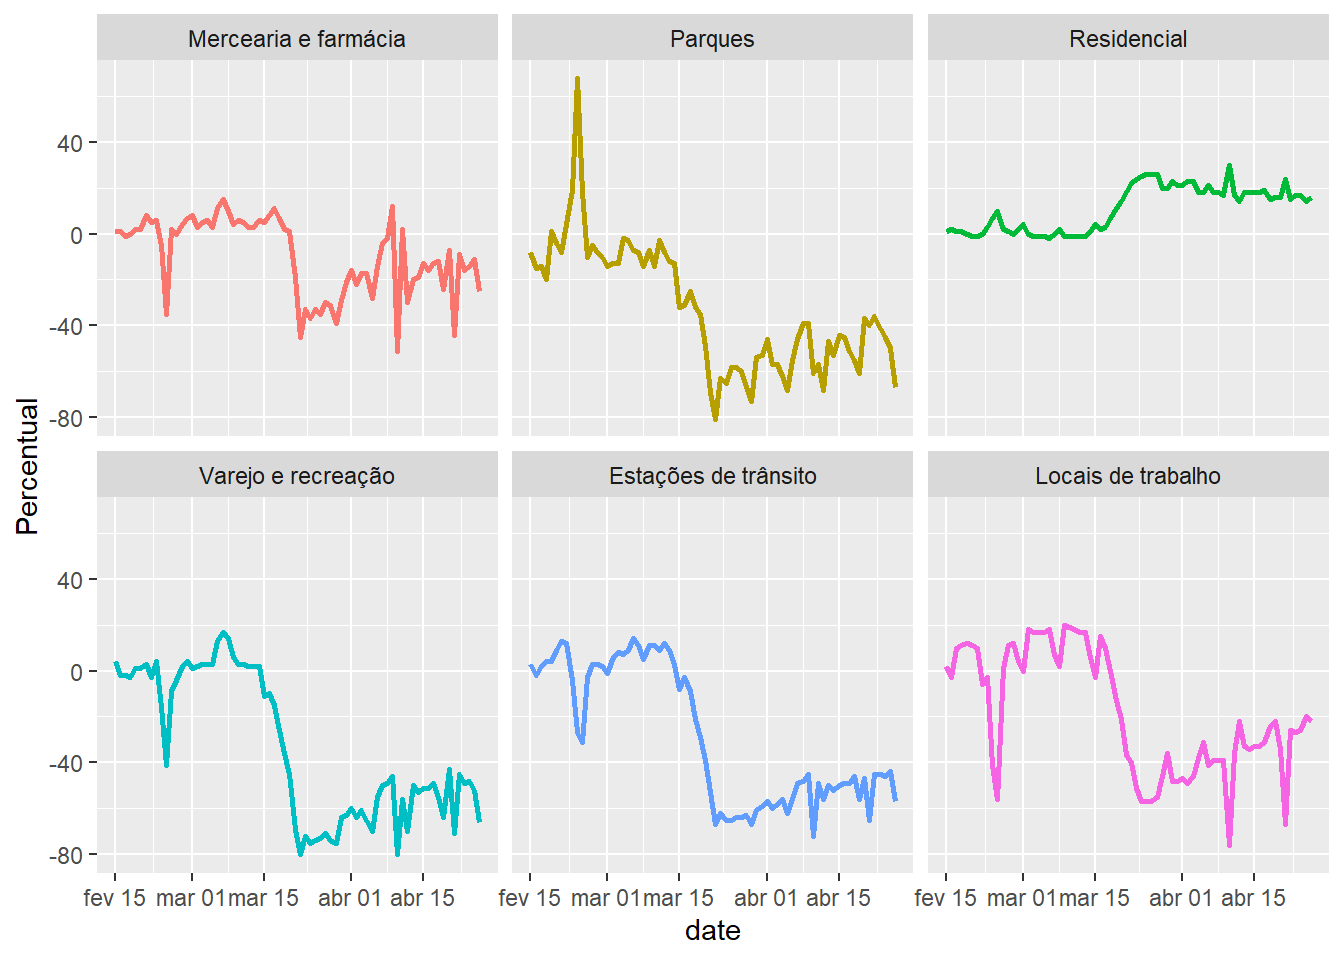 Mercearia e farmácia
Parques
Residencial
40
0
-40
-80
Percentual
Varejo e recreação
Estações de trânsito
Locais de trabalho
40
0
-40
-80
fev 15 mar 01 mar 15 abr 01 abr 15
fev 15 mar 01 mar 15 abr 01 abr 15
fev 15 mar 01 mar 15 abr 01 abr 15
date